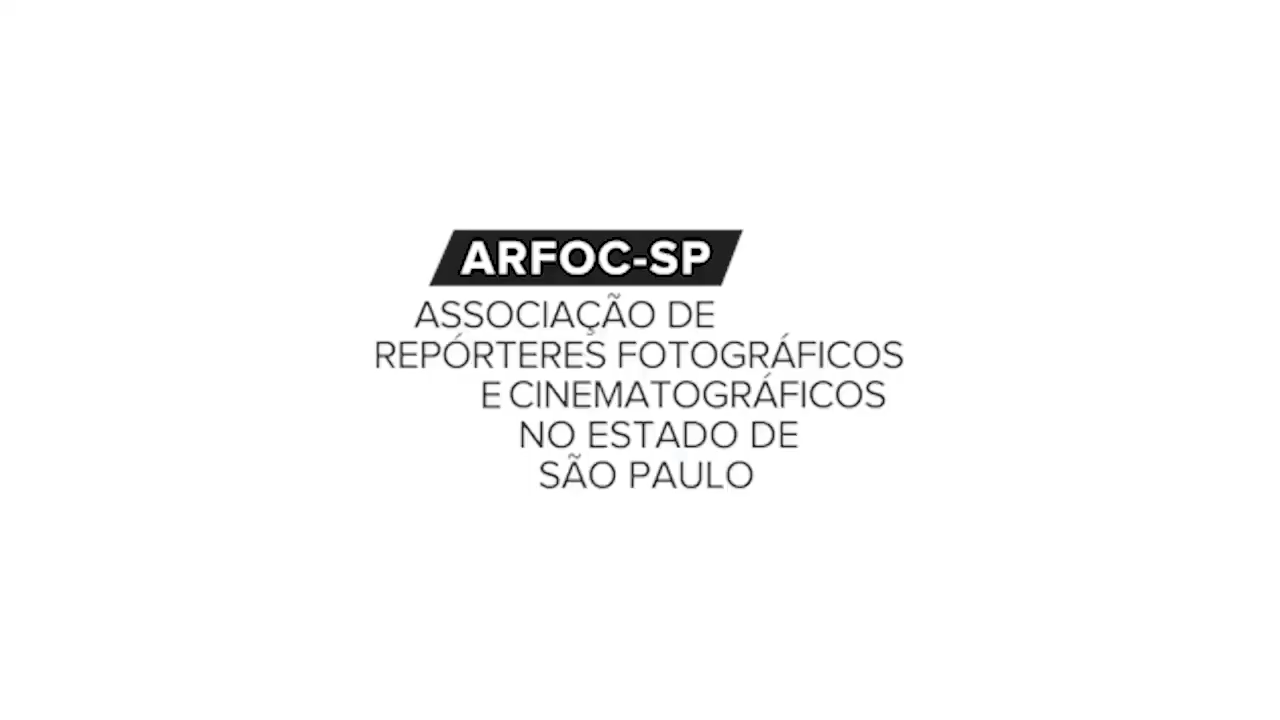 ARFOC-SP
ASSOCIAÇÃO DE
REPÓRTERES FOTOGRÁFICOS
E CINEMATOGRÁFICOS
NO ESTADO DE
SÃO PAULO